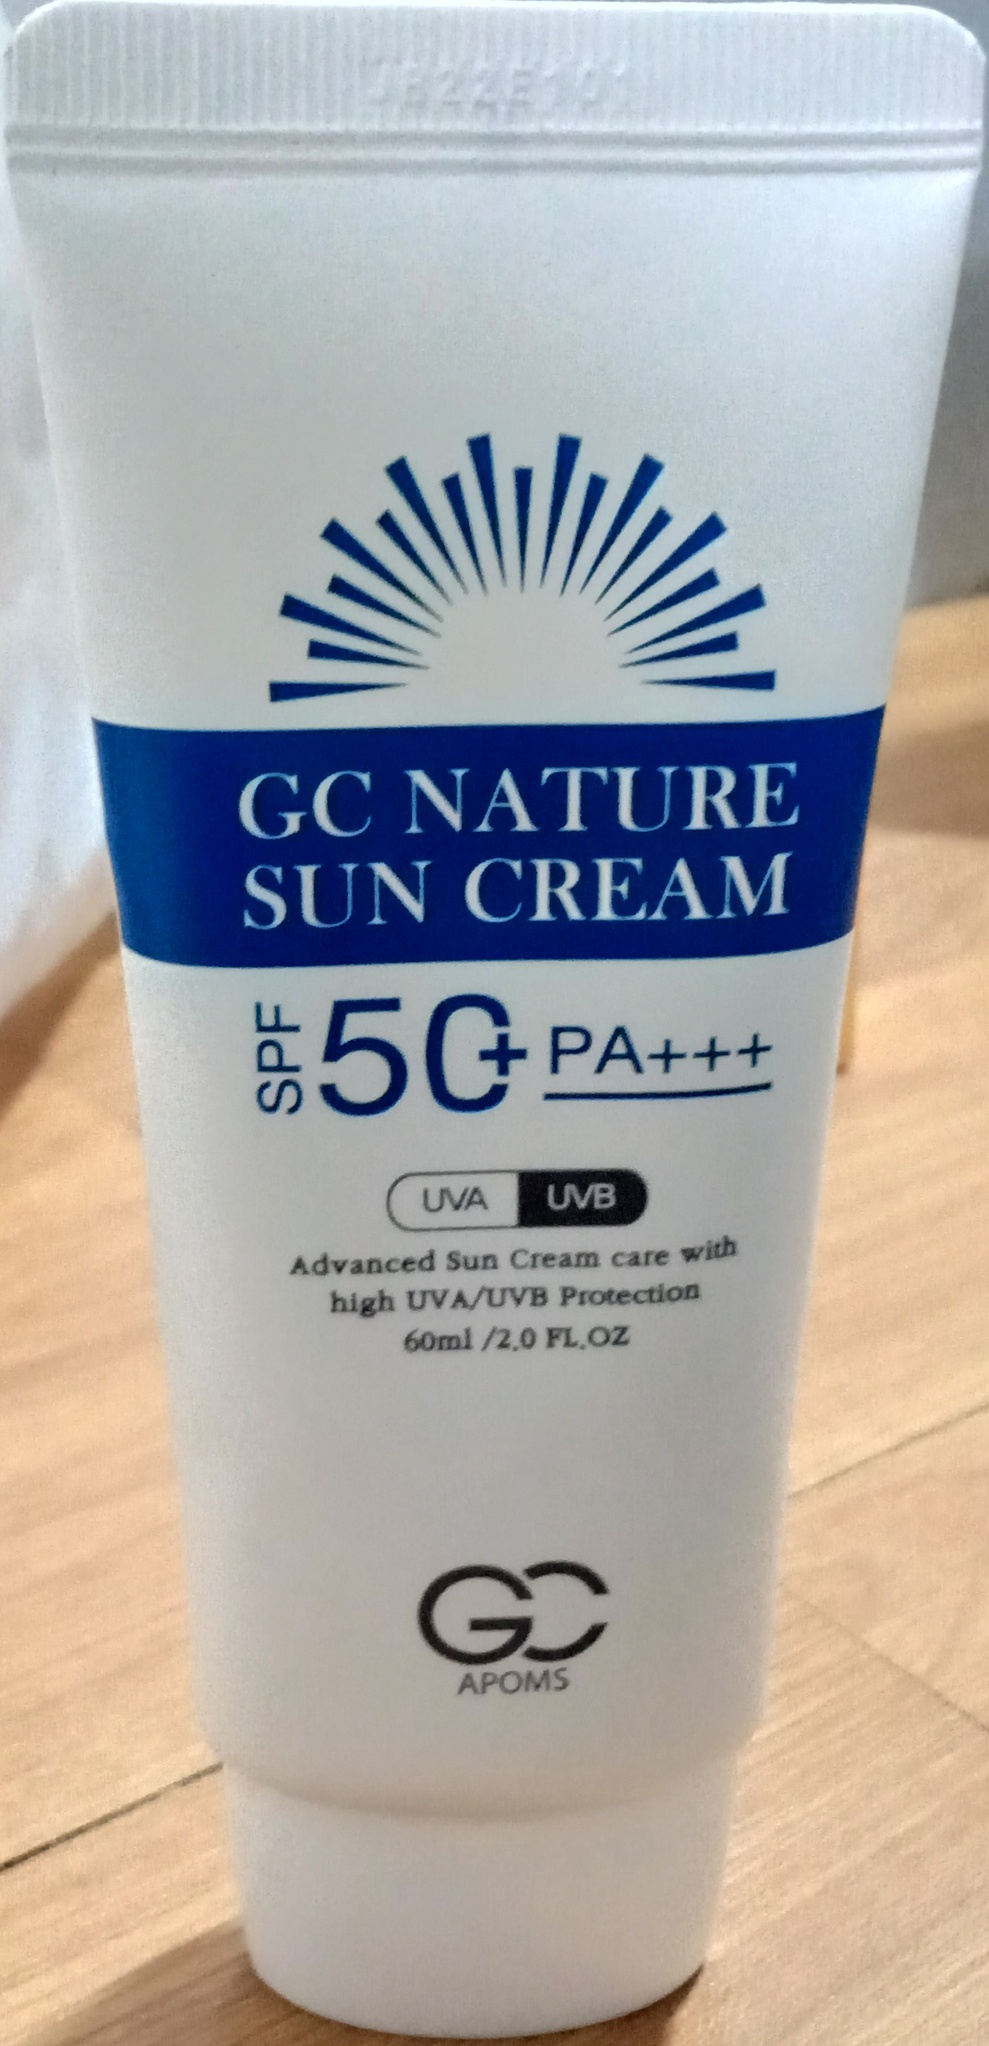 GC NATURE
SUN CREAM
SPF 50+ PA+++
UVA UVB
Advanced Sun Cream care with
high UVA/UVB Protection
60ml /2.0 FL.OZ
GC
APOMS